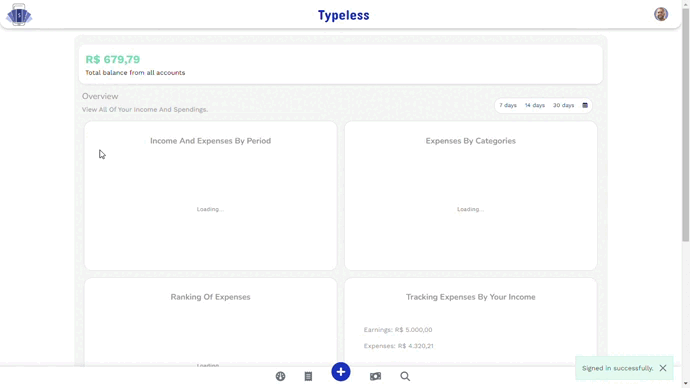 Typeless
R$ 679,79
Total balance from all accounts
Overview
View All Of Your Income And Spendings.
7 days 14 days 30 days
Income And Expenses By Period
Expenses By Categories
Loading...
Loading...
Ranking Of Expenses
Tracking Expenses By Your Income
Earnings: R$ 5.000,00
Expenses: R$ 4.320,21
Loading...
Signed in successfully.